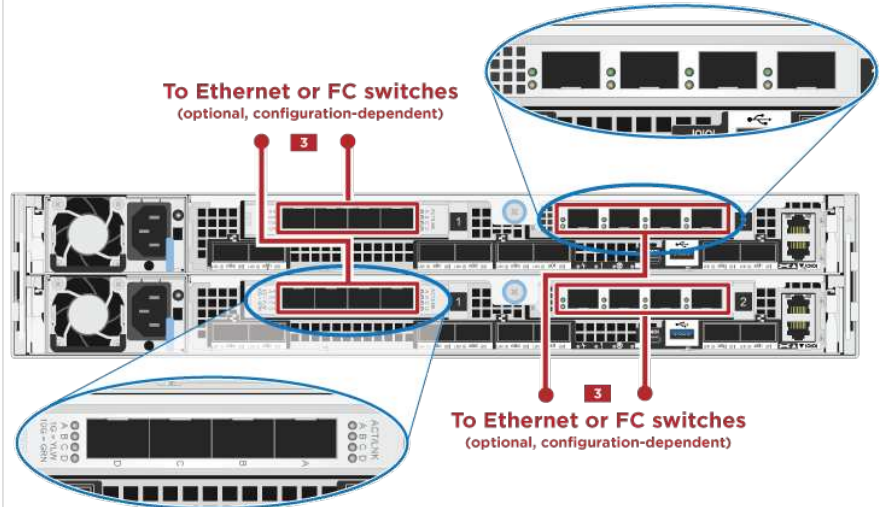 To Ethernet or FC switches
(optional, configuration-dependent)
3
1
1
2
3
To Ethernet or FC switches
(optional, configuration-dependent)
10G = GRN
1G = YLW
A B C D
D C B A
A B C D
ACT/LNK